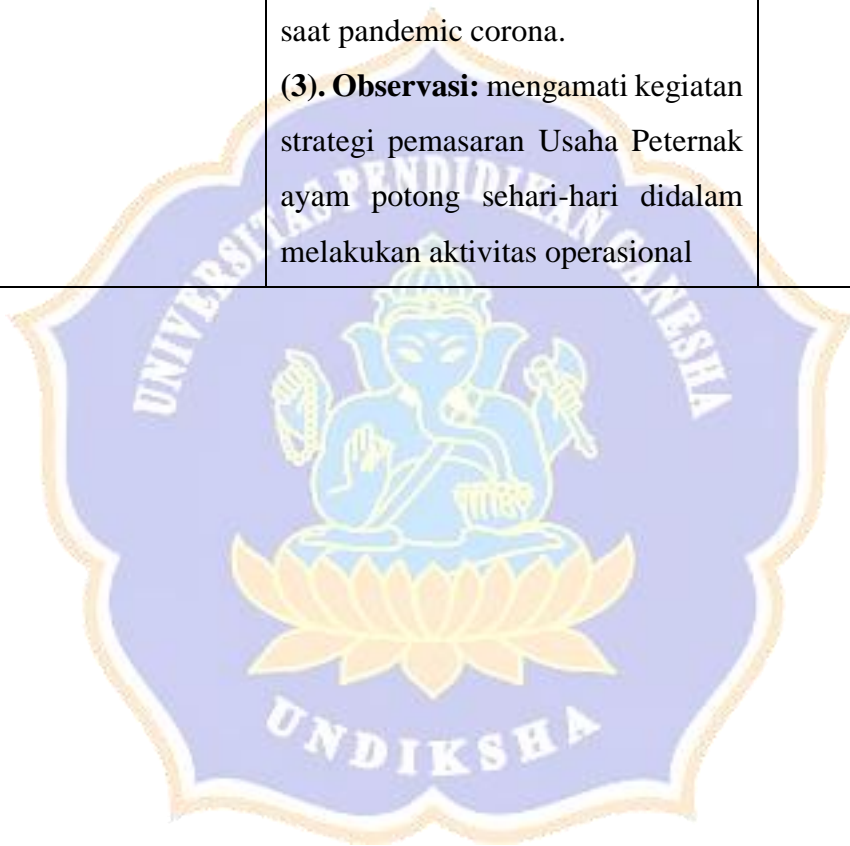 saat pandemic corona.
(3). Observasi: mengamati kegiatan
strategi pemasaran Usaha Peternak
ayam potong sehari-hari didalam
melakukan aktivitas operasional
UNIVERSITAS PENDIDIKAN GANESHA
UNDIKSHA